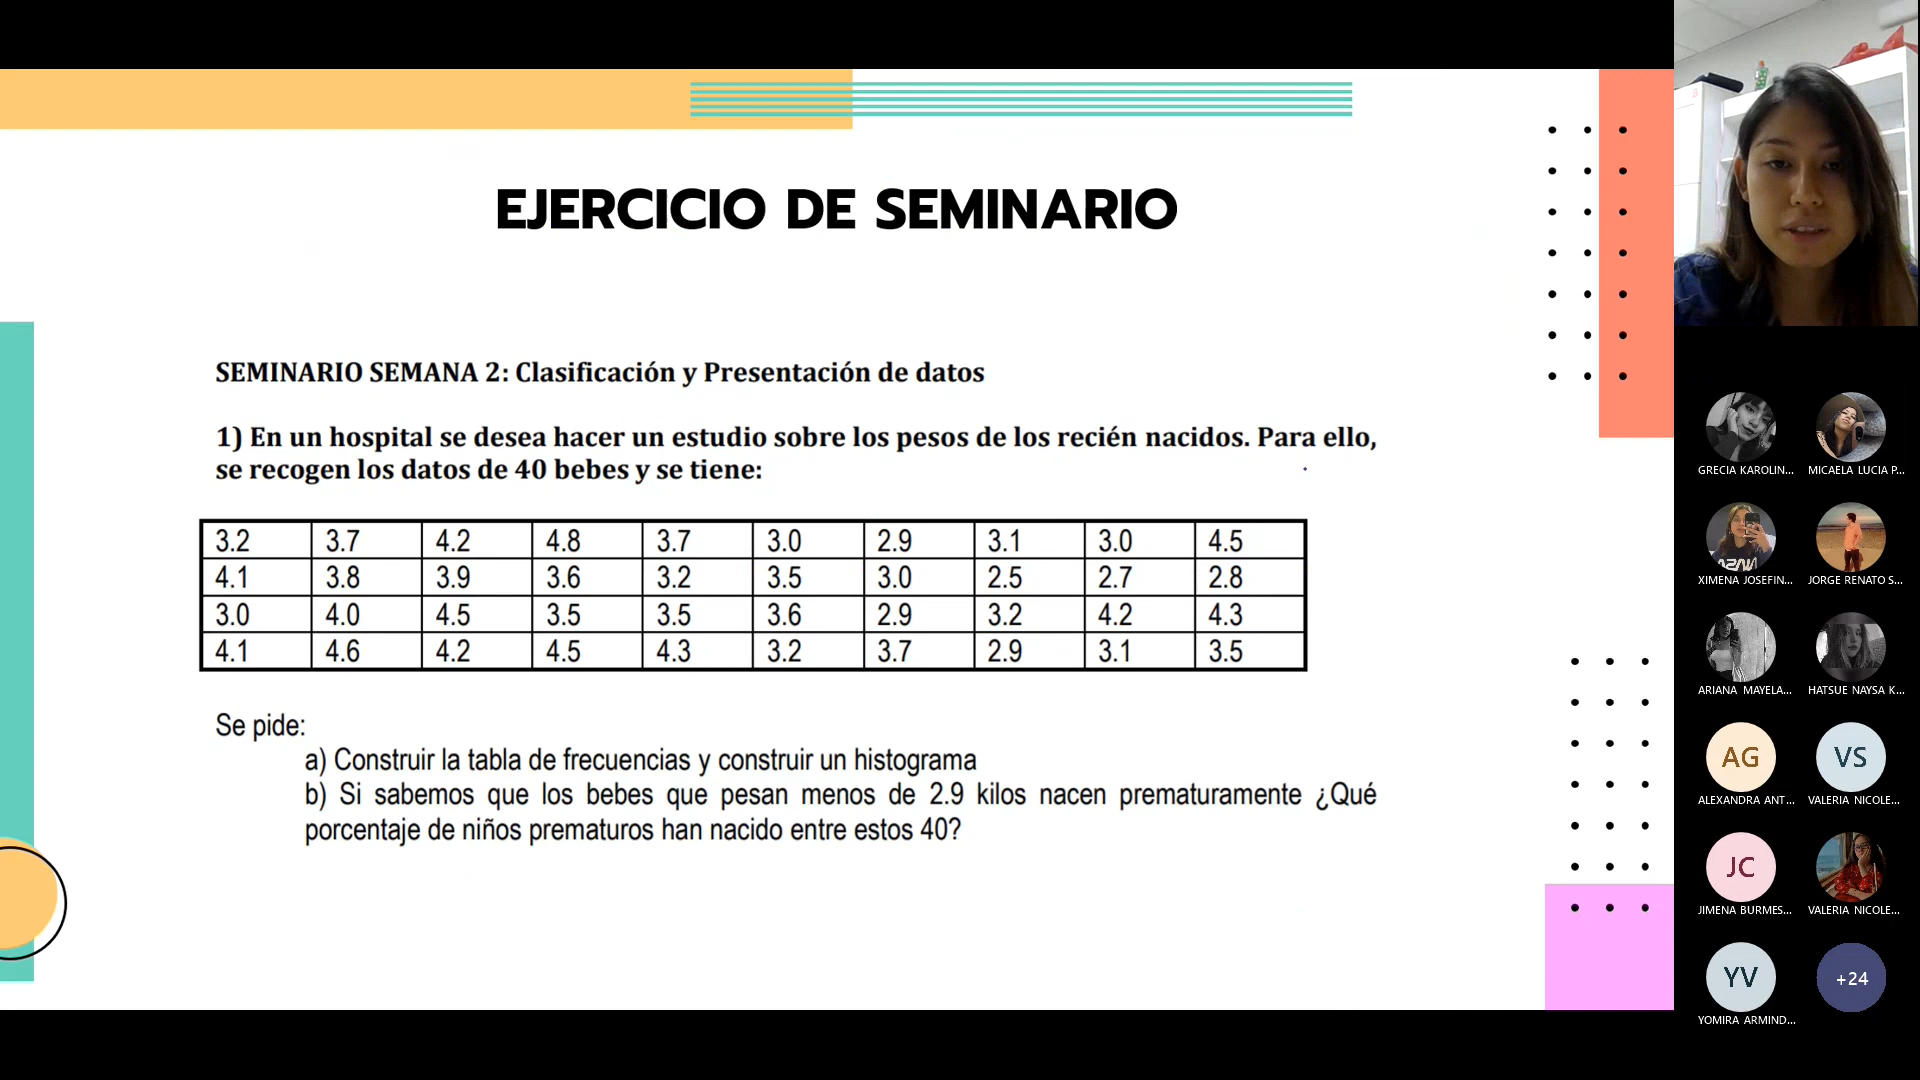 EJERCICIO DE SEMINARIO
SEMINARIO SEMANA 2: Clasificación y Presentación de datos
1) En un hospital se desea hacer un estudio sobre los pesos de los recién nacidos. Para ello,
se recogen los datos de 40 bebes y se tiene:
3.2 3.7 4.2 4.8 3.7 3.0 2.9 3.1 3.0 4.5
4.1 3.8 3.9 3.6 3.2 3.5 3.0 2.5 2.7 2.8
3.0 4.0 4.5 3.5 3.5 3.6 2.9 3.2 4.2 4.3
4.1 4.6 4.2 4.5 4.3 3.2 3.7 2.9 3.1 3.5
Se pide:
a) Construir la tabla de frecuencias y construir un histograma
b) Si sabemos que los bebes que pesan menos de 2.9 kilos nacen prematuramente ¿Qué
porcentaje de niños prematuros han nacido entre estos 40?
GRECIA KAROLIN... MICAELA LUCIA P...
XIMENA JOSEFIN... JORGE RENATO S...
ARIANA MAYELA... HATSUE NAYSA K...
AG VS
ALEXANDRA ANT... VALERIA NICOLE...
JC
JIMENA BURMES... VALERIA NICOLE...
YV +24
YOMIRA ARMIND...